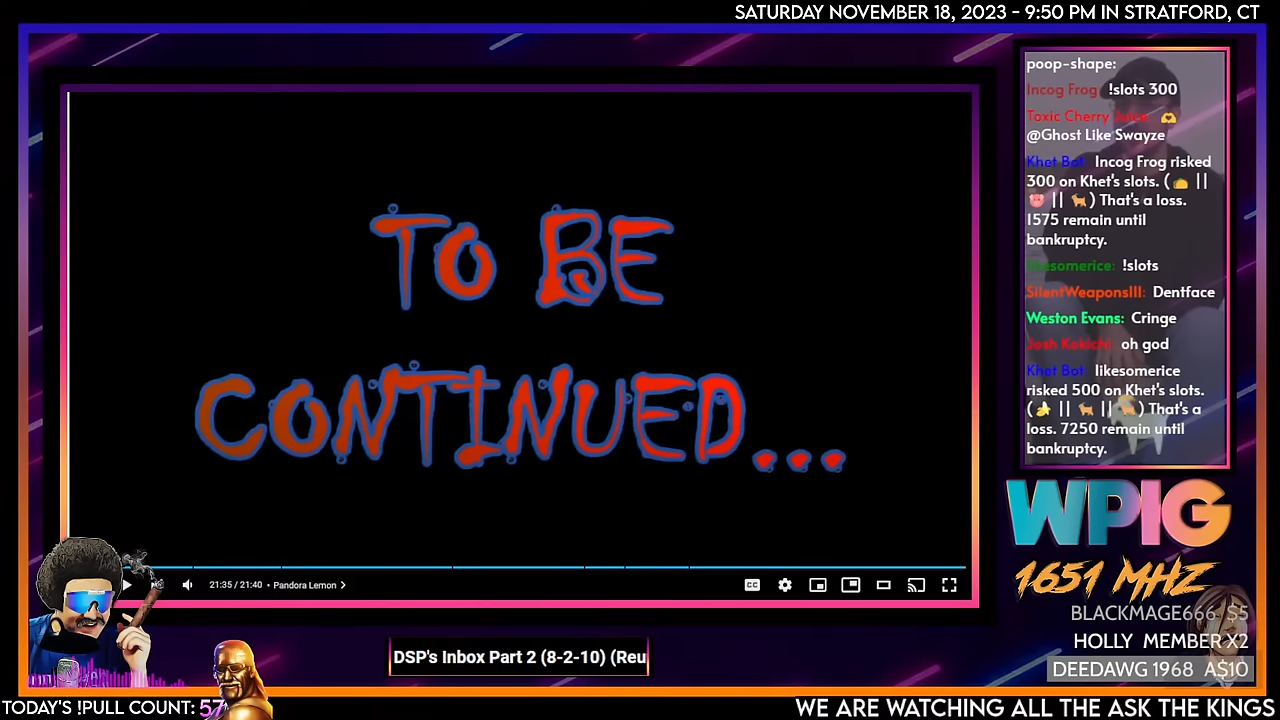 SATURDAY NOVEMBER 18, 2023 - 9:50 PM IN STRATFORD, CT
TO BE
CONTINUED...
21:35 / 21:40 • Pandora Lemon >
CC
DSP's Inbox Part 2 (8-2-10) (Reu
poop-shape:
Incog Frog: !slots 300
Toxic Cherry Juice:
@Ghost Like Swayze
Khet Bot: Incog Frog risked
300 on Khet's slots. ( ||
|| ) That's a loss.
1575 remain until
bankruptcy.
likesomerice: !slots
SilentWeaponsIII: Dentface
Weston Evans: Cringe
Josh Kokichi: oh god
Khet Bot: likesomerice
risked 500 on Khet's slots.
( || || ) That's a
loss. 7250 remain until
bankruptcy.
WPIG
1651 MHZ
BLACKMAGE666 $5
HOLLY MEMBER X2
DEEDAWG 1968 A$10
TODAY'S !PULL COUNT: 57
WE ARE WATCHING ALL THE ASK THE KINGS